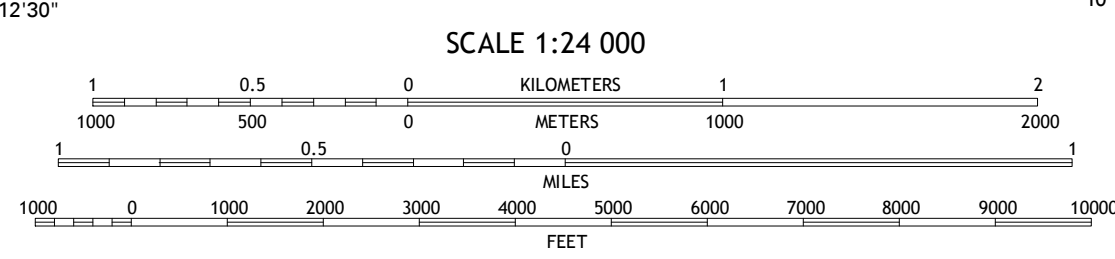 12'30"
SCALE 1:24 000
1 0.5 0 KILOMETERS 1 2
1000 500 0 METERS 1000 2000
1 0.5 0 1
MILES
1000 0 1000 2000 3000 4000 5000 6000 7000 8000 9000 10000
FEET